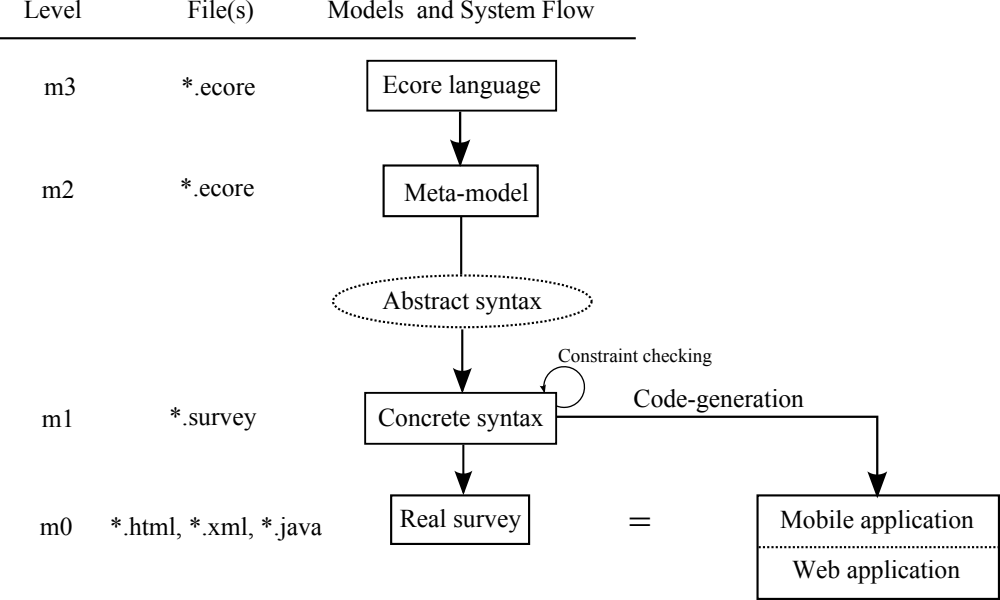 Level File(s) Models and System Flow
m3 *.ecore Ecore language
m2 *.ecore Meta-model
Abstract syntax
Constraint checking
Code-generation
m1 *.survey Concrete syntax
m0 *.html, *.xml, *.java Real survey = Mobile application
Web application